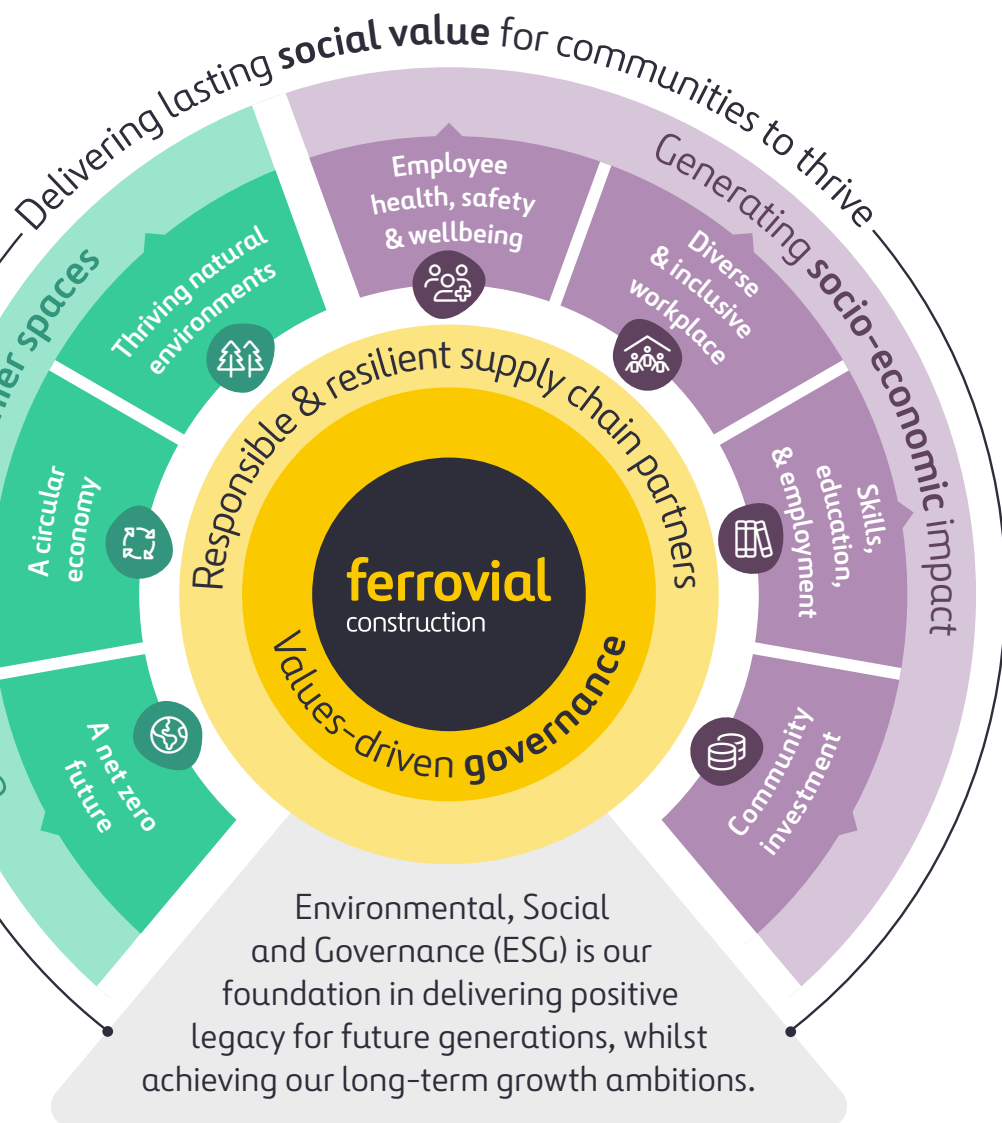 Delivering lasting social value for communities to thrive
spaces
Generating socio-economic impact
Thriving natural
environments
A circular
economy
A net zero
future
Employee
health, safety
& wellbeing
Diverse
& inclusive
workplace
Skills,
education,
& employment
Community
investment
Responsible & resilient supply chain partners
ferrovial
construction
Values-driven governance
Environmental, Social
and Governance (ESG) is our
foundation in delivering positive
legacy for future generations, whilst
achieving our long-term growth ambitions.